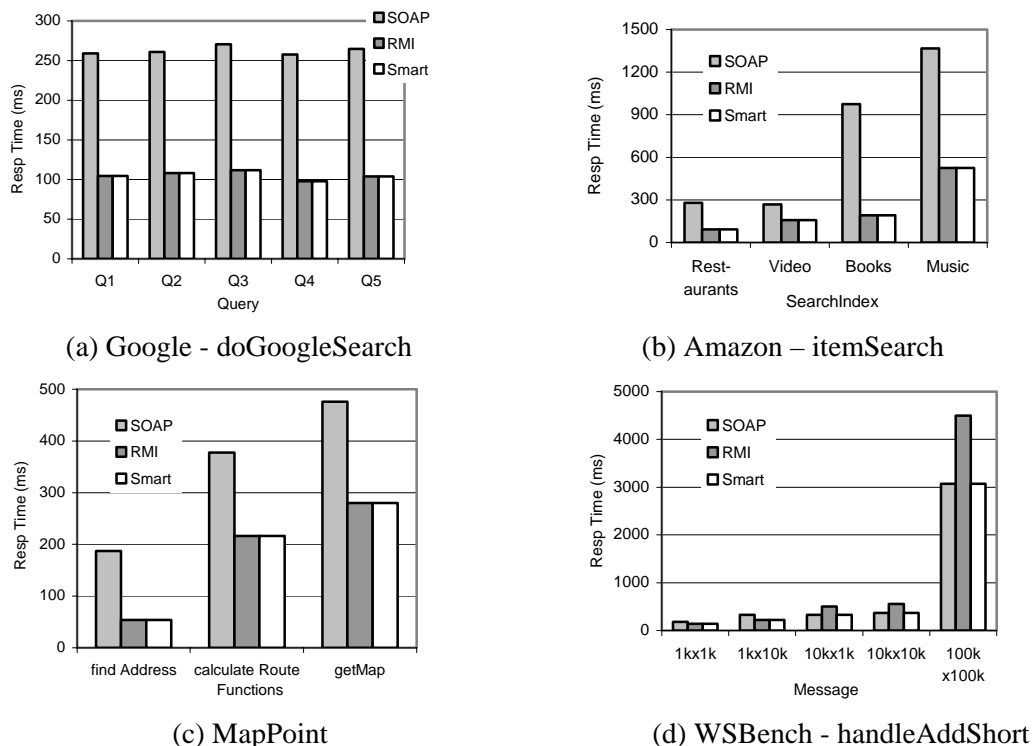 300
250
200
150
100
50
0
Resp Time (ms)
SOAP
RMI
Smart
Q1 Q2 Q3 Q4 Q5
Query
(a) Google - doGoogleSearch
1500
1200
900
600
300
0
Resp Time (ms)
SOAP
RMI
Smart
Rest-
aurants
Video Books Music
SearchIndex
(b) Amazon – itemSearch
500
400
300
200
100
0
Resp Time (ms)
SOAP
RMI
Smart
find Address calculate Route getMap
Functions
(c) MapPoint
5000
4000
3000
2000
1000
0
Resp Time (ms)
SOAP
RMI
Smart
1kx1k 1kx10k 10kx1k 10kx10k 100k
x100k
Message
(d) WSBench - handleAddShort